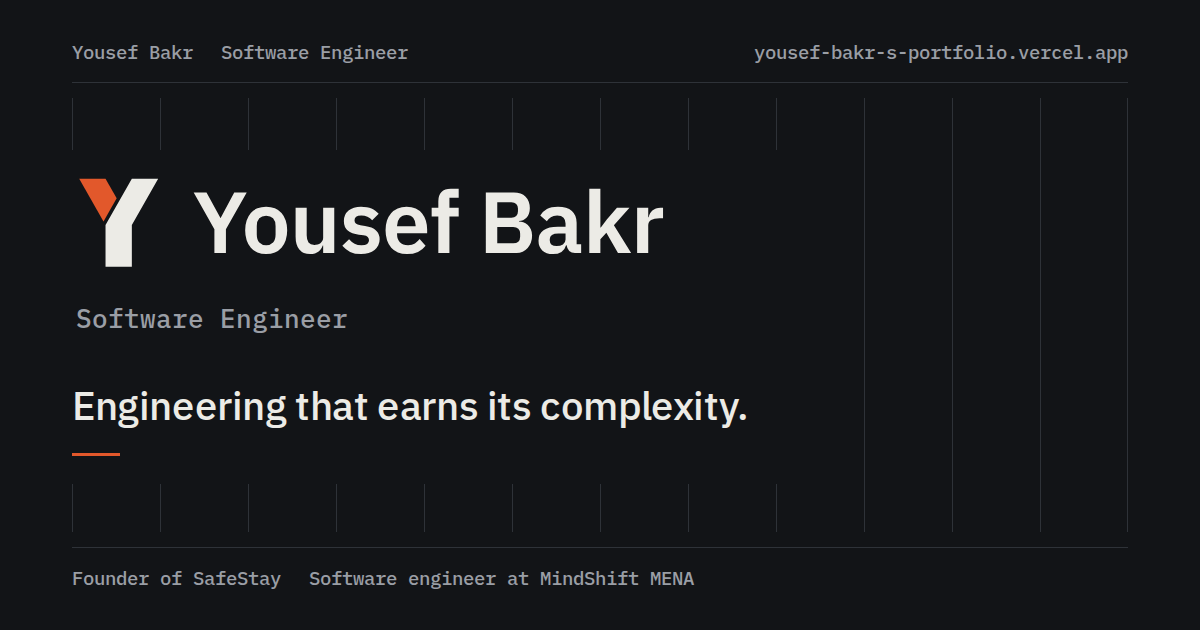 Yousef Bakr Software Engineer
yousef-bakr-s-portfolio.vercel.app
Yousef Bakr
Software Engineer
Engineering that earns its complexity.
Founder of SafeStay Software engineer at MindShift MENA